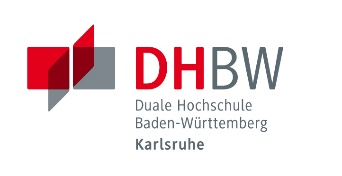 DHBW
Duale Hochschule
Baden-Württemberg
Karlsruhe